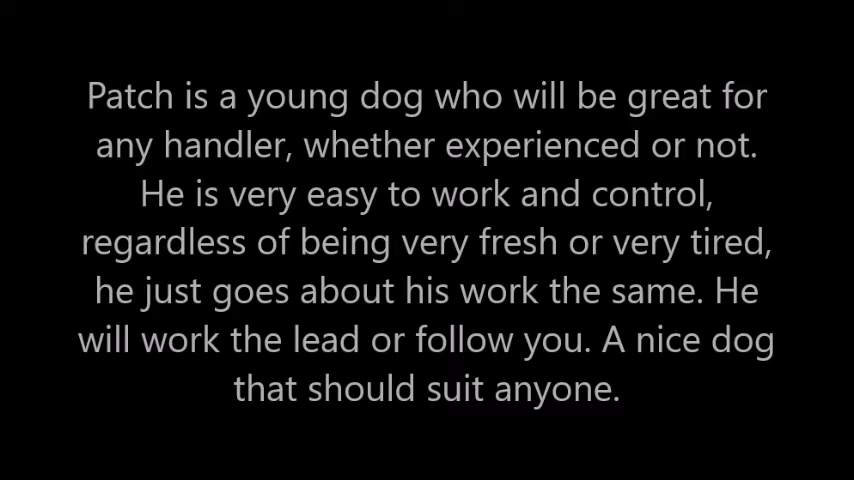 Patch is a young dog who will be great for
any handler, whether experienced or not.
He is very easy to work and control,
regardless of being very fresh or very tired,
he just goes about his work the same. He
will work the lead or follow you. A nice dog
that should suit anyone.